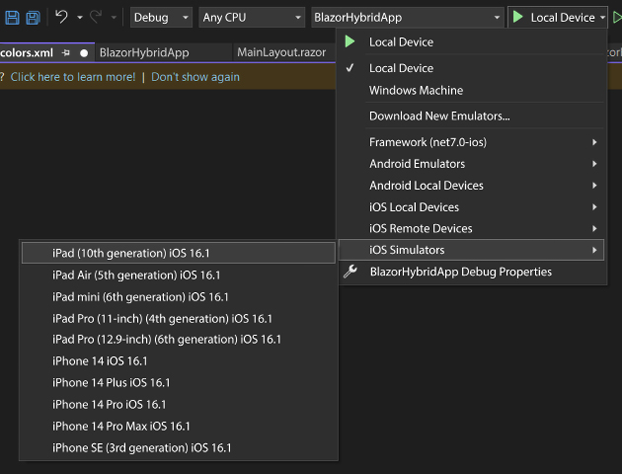 Debug
Any CPU
BlazorHybridApp
Local Device
colors.xml
BlazorHybridApp
MainLayout.razor
? Click here to learn more! | Don't show again
Local Device
Local Device
Windows Machine
Download New Emulators...
Framework (net7.0-ios)
Android Emulators
Android Local Devices
iOS Local Devices
iOS Remote Devices
iOS Simulators
BlazorHybridApp Debug Properties
iPad (10th generation) iOS 16.1
iPad Air (5th generation) iOS 16.1
iPad mini (6th generation) iOS 16.1
iPad Pro (11-inch) (4th generation) iOS 16.1
iPad Pro (12.9-inch) (6th generation) iOS 16.1
iPhone 14 iOS 16.1
iPhone 14 Plus iOS 16.1
iPhone 14 Pro iOS 16.1
iPhone 14 Pro Max iOS 16.1
iPhone SE (3rd generation) iOS 16.1